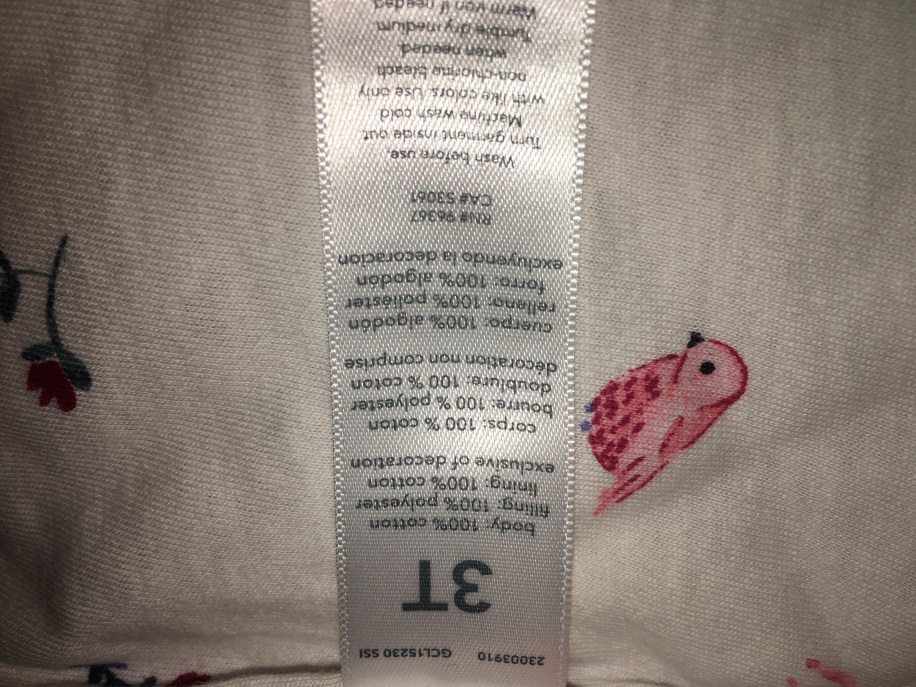 23003910 GCL15230 SSI
3T
body: 100% cotton
filling: 100% polyester
lining: 100% cotton
exclusive of decoration
corps: 100 % coton
bourre: 100 % polyester
doublure: 100 % coton
décoration non comprise
cuerpo: 100% algodón
relleno: 100% poliéster
forro: 100% algodón
excluyendo la decoración
RN# 96367
CA# 53061
Wash before use.
Turn garment inside out
Machine wash cold
with like colors. Use only
non-chlorine bleach
when needed
Tumble dry medium
Warm iron if needed